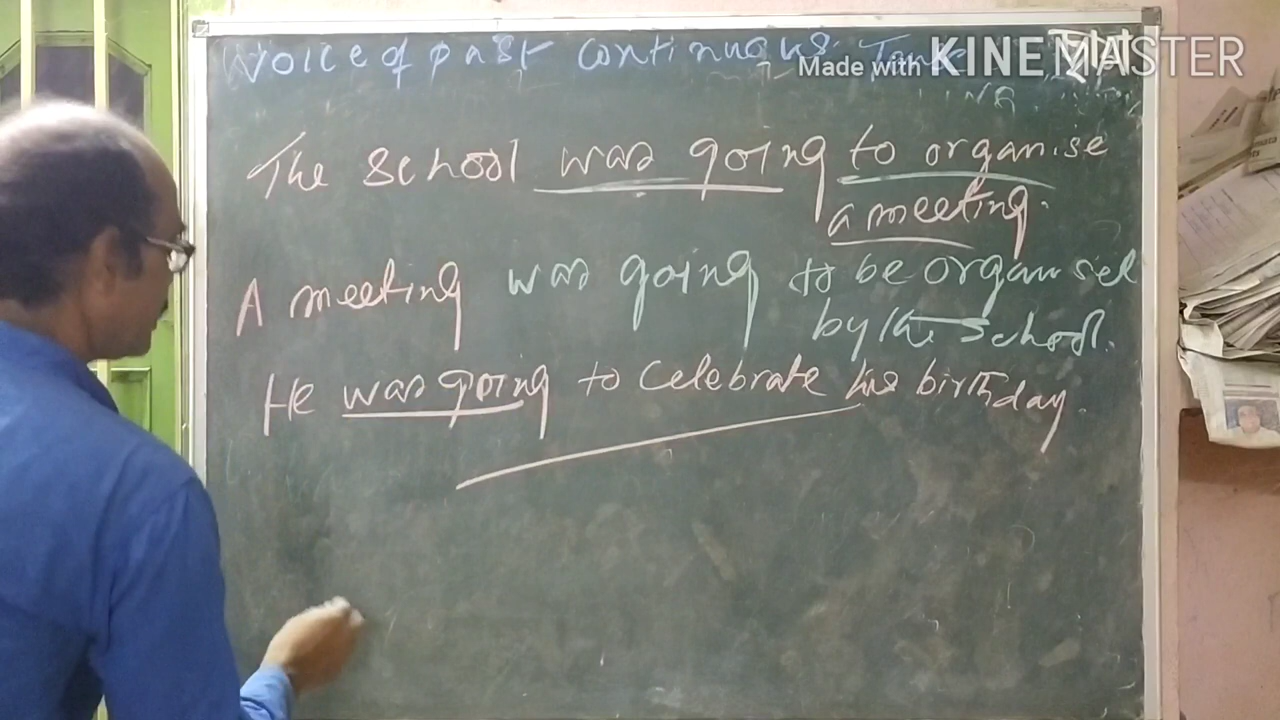 Voice of past continuous Tense
Made with KINEMASTER
The School was going to organise
a meeting.
A meeting was going to be organised
by the School.
He was going to celebrate his birthday.